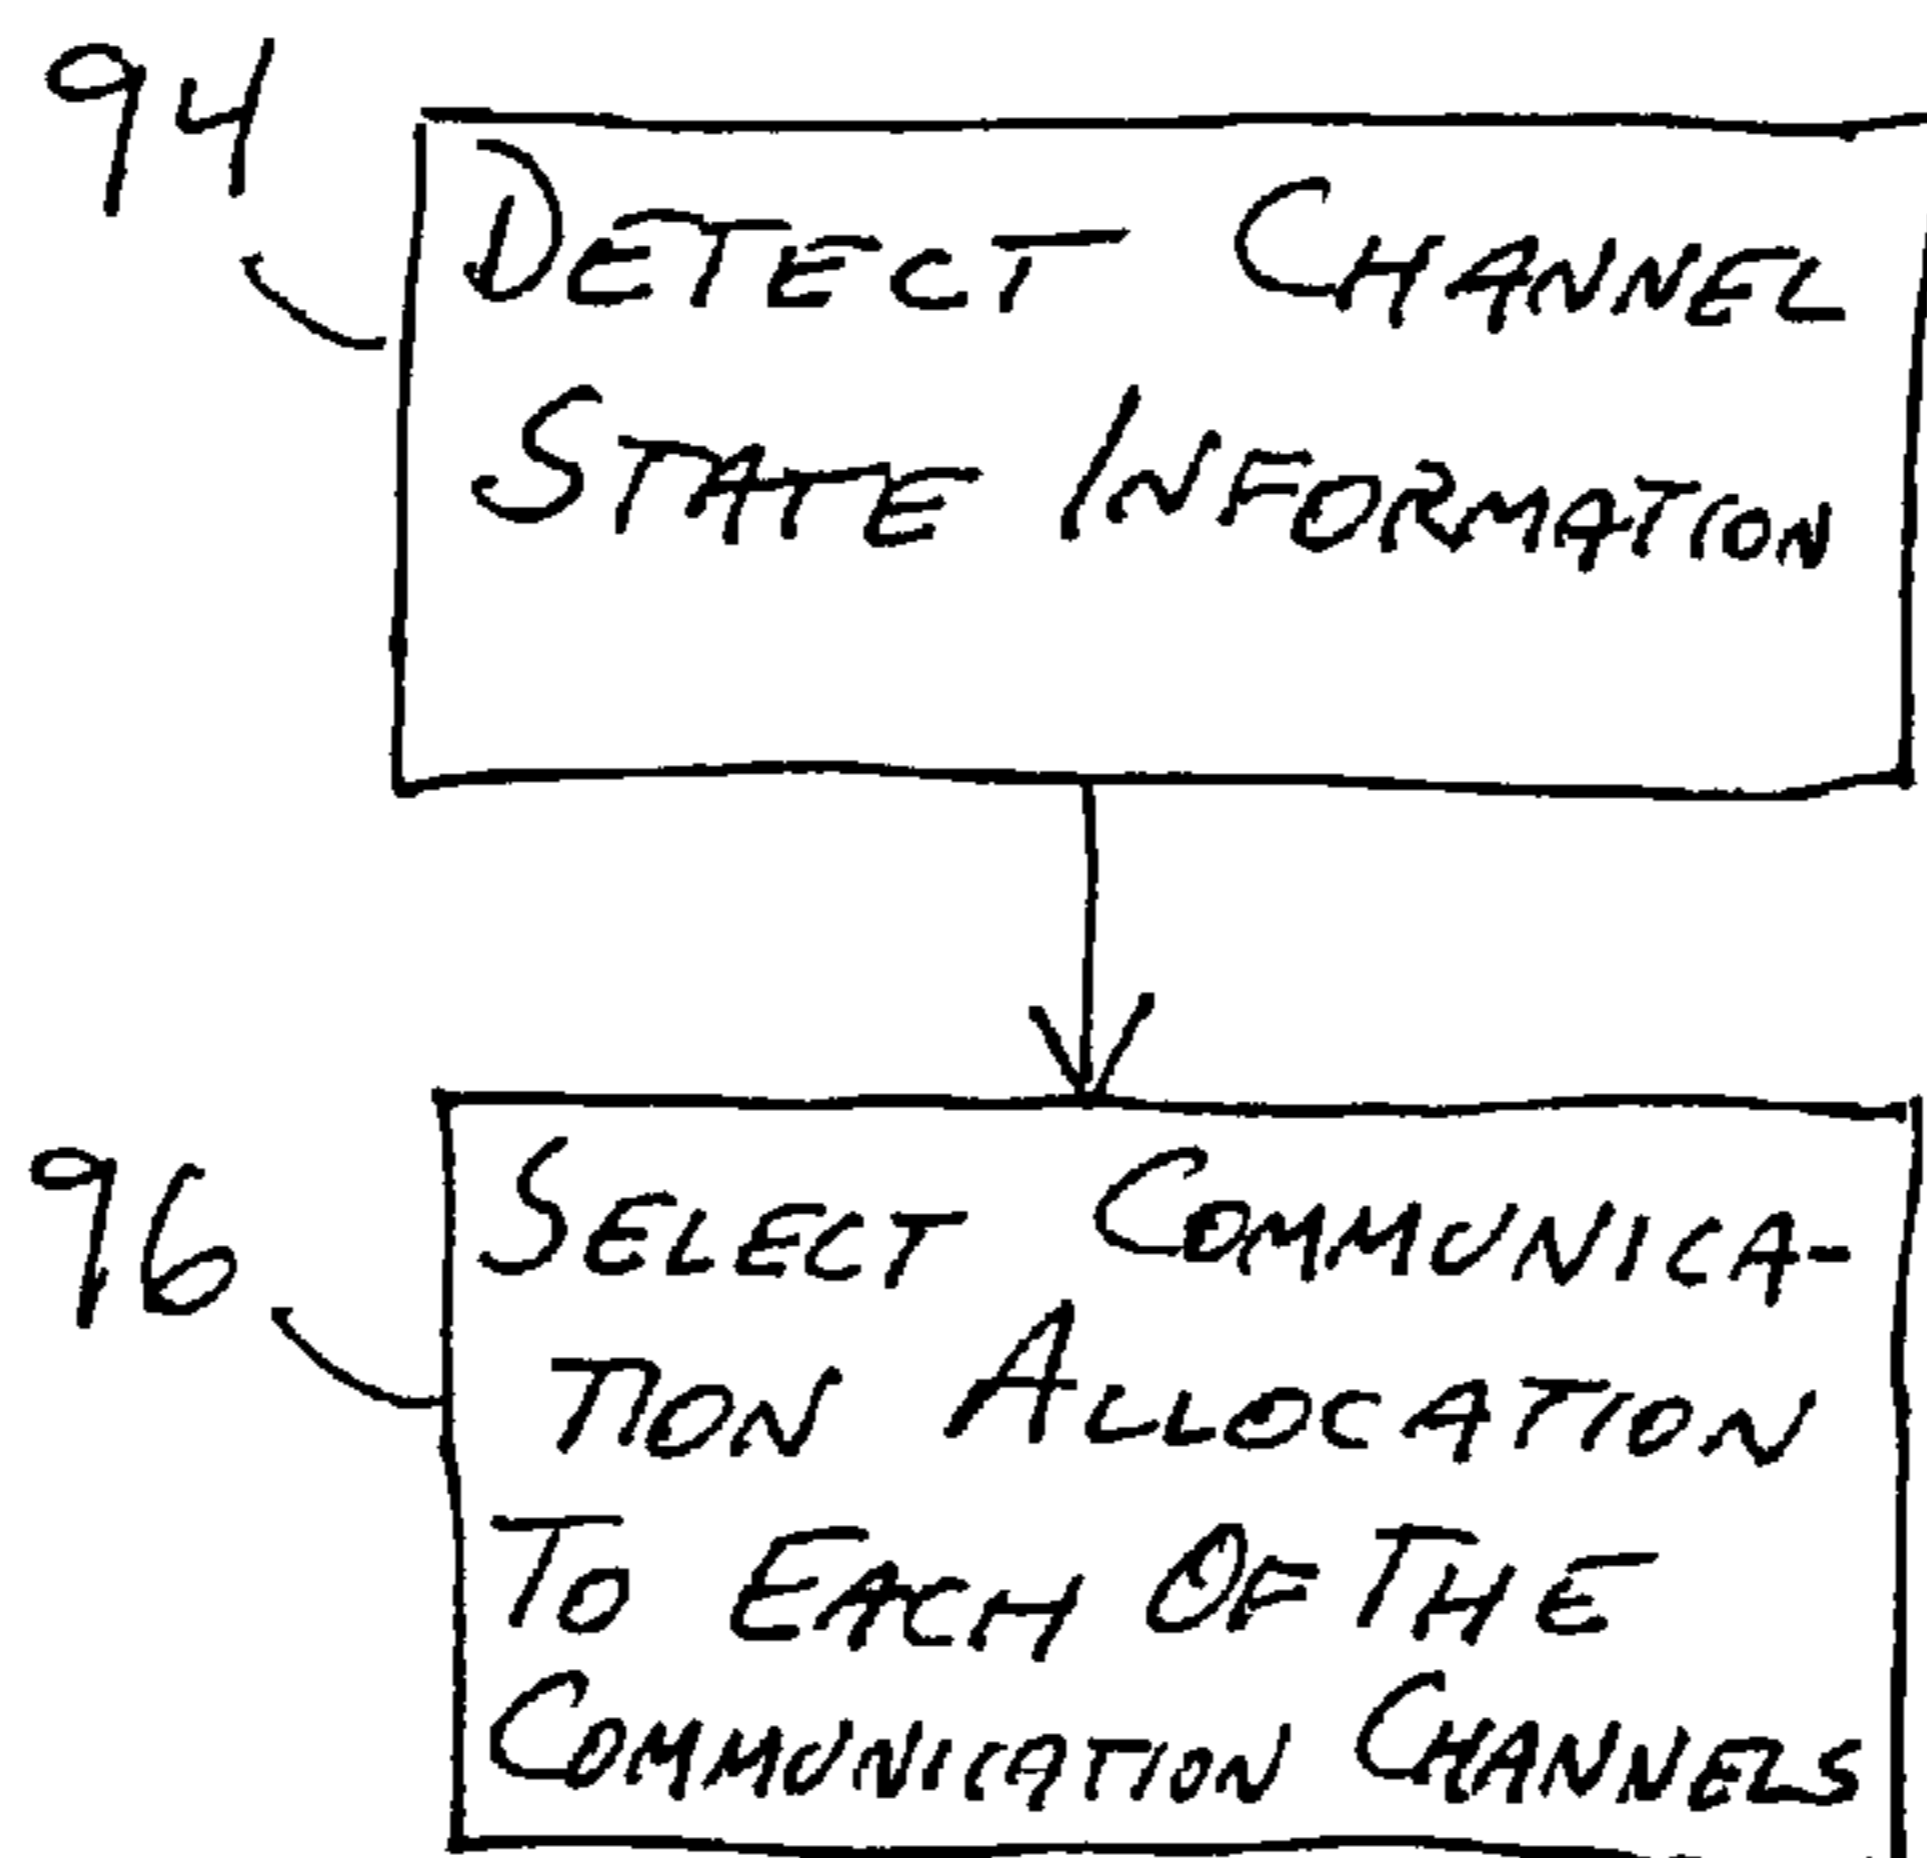 94
DETECT CHANNEL
STATE INFORMATION
96
SELECT COMMUNICA-
TION ALLOCATION
TO EACH OF THE
COMMUNICATION CHANNELS